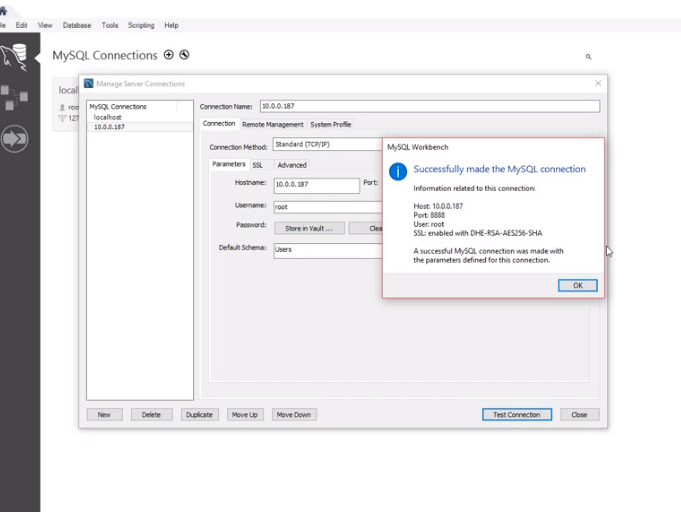 le Edit View Database Tools Scripting Help
MySQL Connections
local
roo
127
Manage Server Connections
MySQL Connections
localhost
10.0.0.187
Connection Name: 10.0.0.187
Connection Remote Management System Profile
Connection Method: Standard (TCP/IP)
Parameters SSL Advanced
Hostname: 10.0.0.187 Port:
Username: root
Password: Store in Vault ... Clea
Default Schema: Users
MySQL Workbench
Successfully made the MySQL connection
Information related to this connection:
Host: 10.0.0.187
Port: 8888
User: root
SSL: enabled with DHE-RSA-AES256-SHA
A successful MySQL connection was made with
the parameters defined for this connection.
OK
New Delete Duplicate Move Up Move Down Test Connection Close